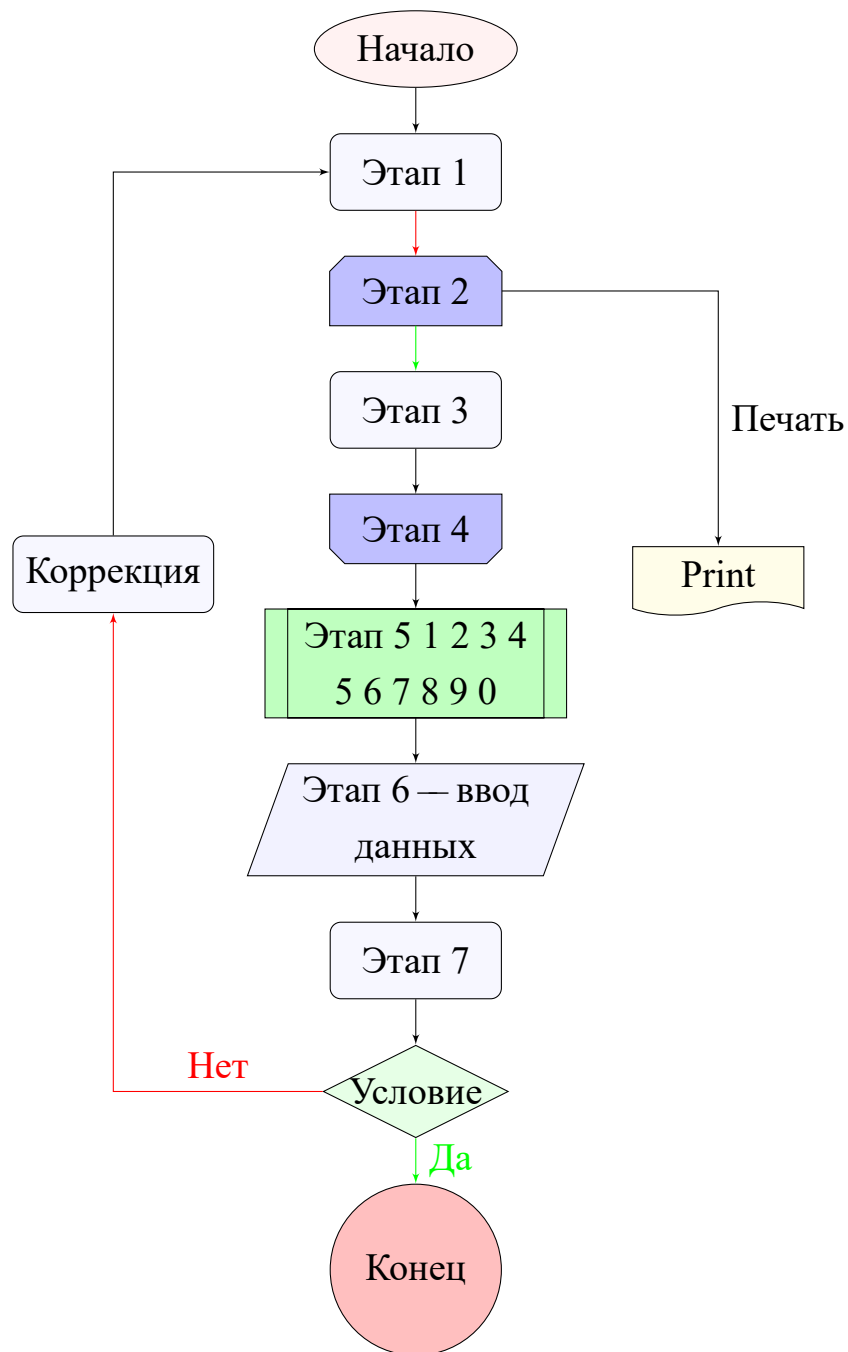 Начало
Этап 1
Этап 2
Этап 3
Печать
Этап 4
Коррекция
Print
Этап 5 1 2 3 4
5 6 7 8 9 0
Этап 6 — ввод
данных
Этап 7
Нет
Условие
Да
Конец